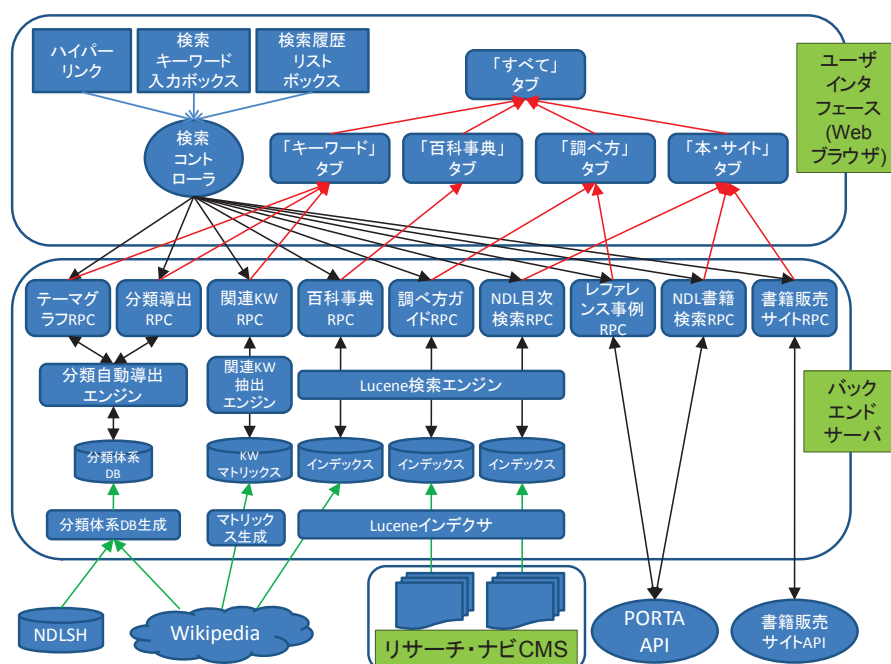 ハイパー
リンク
検索
キーワード
入力ボックス
検索履歴
リスト
ボックス
「すべて」
タブ
ユーザ
インタ
フェース
(Web
ブラウザ)
検索
コント
ローラ
「キーワード」
タブ
「百科事典」
タブ
「調べ方」
タブ
「本・サイト」
タブ
テーマグ
ラフRPC
分類導出
RPC
関連KW
RPC
百科事典
RPC
調べ方ガ
イドRPC
NDL目次
検索RPC
レファレ
ンス事例
RPC
NDL書籍
検索RPC
書籍販売
サイトRPC
分類自動導出
エンジン
関連KW
抽出
エンジン
Lucene検索エンジン
バック
エンド
サーバ
分類体系
DB
KW
マトリックス
インデックス
インデックス
インデックス
分類体系DB生成
マトリック
ス生成
Luceneインデクサ
NDLSH
Wikipedia
リサーチ・ナビCMS
PORTA
API
書籍販売
サイトAPI